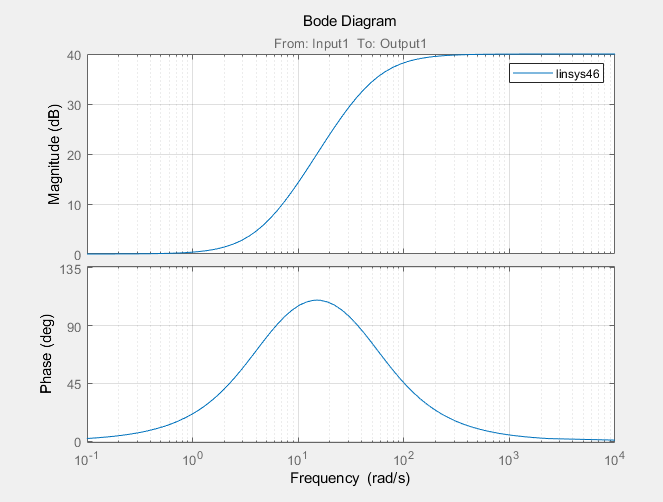 Bode Diagram
From: Input1 To: Output1
Magnitude (dB)
40
30
20
10
0
linsys46
Phase (deg)
135
90
45
0
10^-1
10^0
10^1
10^2
10^3
10^4
Frequency (rad/s)